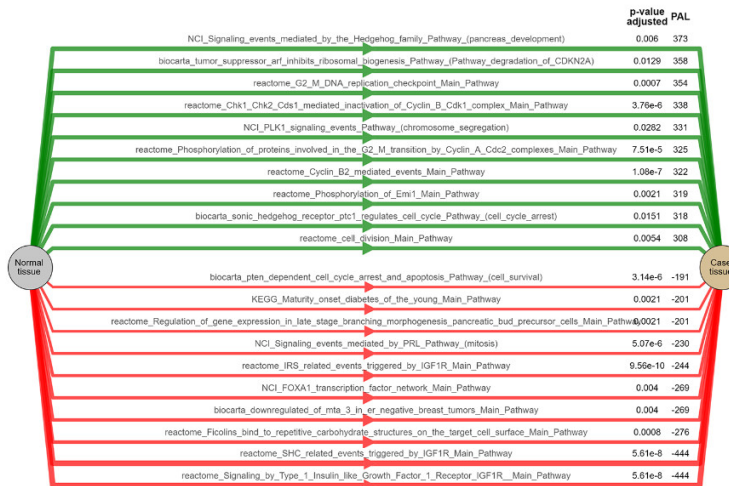 p-value adjusted PAL
NCI_Signaling_events_mediated_by_the_Hedgehog_family_Pathway_(pancreas_development) 0.006 373
biocarta_tumor_suppressor_arf_inhibits_ribosomal_biogenesis_Pathway_(Pathway_degradation_of_CDKN2A) 0.0129 358
reactome_G2_M_DNA_replication_checkpoint_Main_Pathway 0.0007 354
reactome_Chk1_Chk2_Cds1_mediated_inactivation_of_Cyclin_B_Cdk1_complex_Main_Pathway 3.76e-6 338
NCI_PLK1_signaling_events_Pathway_(chromosome_segregation) 0.0282 331
reactome_Phosphorylation_of_proteins_involved_in_the_G2_M_transition_by_Cyclin_A_Cdc2_complexes_Main_Pathway 7.51e-5 325
reactome_Cyclin_B2_mediated_events_Main_Pathway 1.08e-7 322
reactome_Phosphorylation_of_Emi1_Main_Pathway 0.0021 319
biocarta_sonic_hedgehog_receptor_ptc1_regulates_cell_cycle_Pathway_(cell_cycle_arrest) 0.0151 318
reactome_cell_division_Main_Pathway 0.0054 308
Normal tissue
Case tissue
biocarta_pten_dependent_cell_cycle_arrest_and_apoptosis_Pathway_(cell_survival) 3.14e-6 -191
KEGG_Maturity_onset_diabetes_of_the_young_Main_Pathway 0.0021 -201
reactome_Regulation_of_gene_expression_in_late_stage_branching_morphogenesis_pancreatic_bud_precursor_cells_Main_Pathway 0.0021 -201
NCI_Signaling_events_mediated_by_PRL_Pathway_(mitosis) 5.07e-6 -230
reactome_IRS_related_events_triggered_by_IGF1R_Main_Pathway 9.56e-10 -244
NCI_FOXA1_transcription_factor_network_Main_Pathway 0.004 -269
biocarta_downregulated_of_mta_3_in_er_negative_breast_tumors_Main_Pathway 0.004 -269
reactome_Ficolins_bind_to_repetitive_carbohydrate_structures_on_the_target_cell_surface_Main_Pathway 0.0008 -276
reactome_SHC_related_events_triggered_by_IGF1R_Main_Pathway 5.61e-8 -444
reactome_Signaling_by_Type_1_Insulin_like_Growth_Factor_1_Receptor_IGF1R__Main_Pathway 5.61e-8 -444